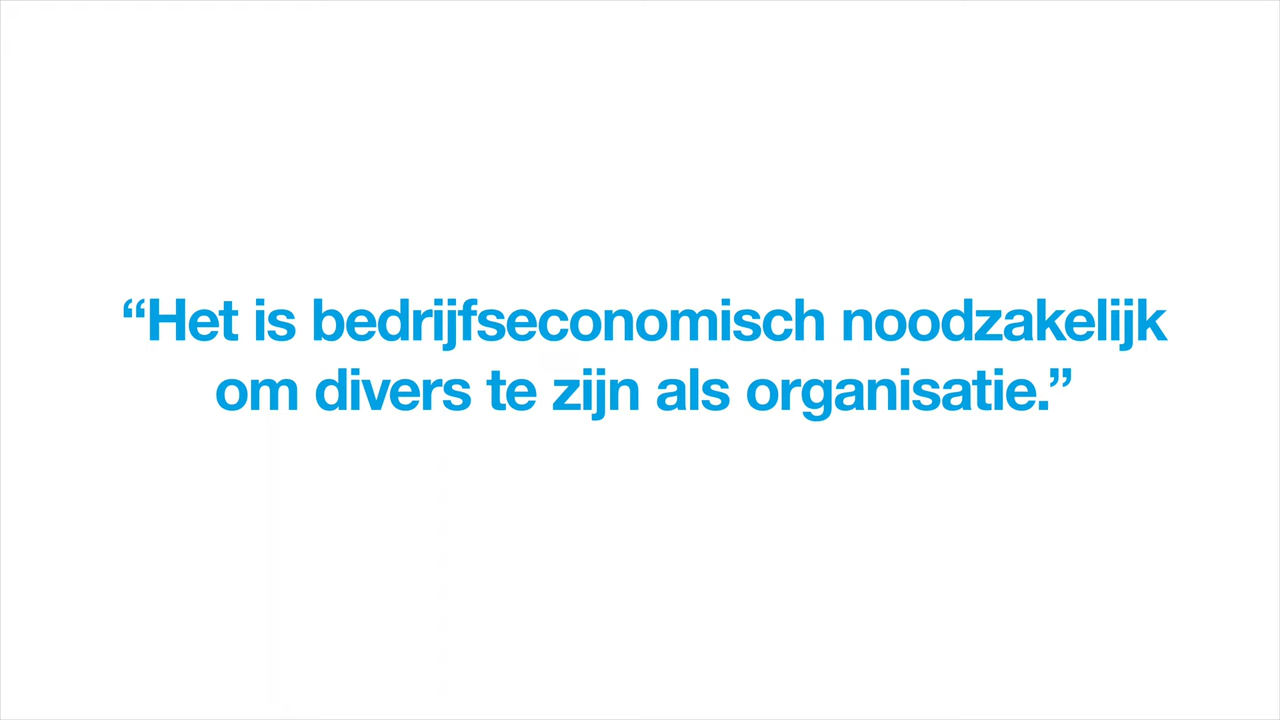 “Het is bedrijfseconomisch noodzakelijk
om divers te zijn als organisatie.”